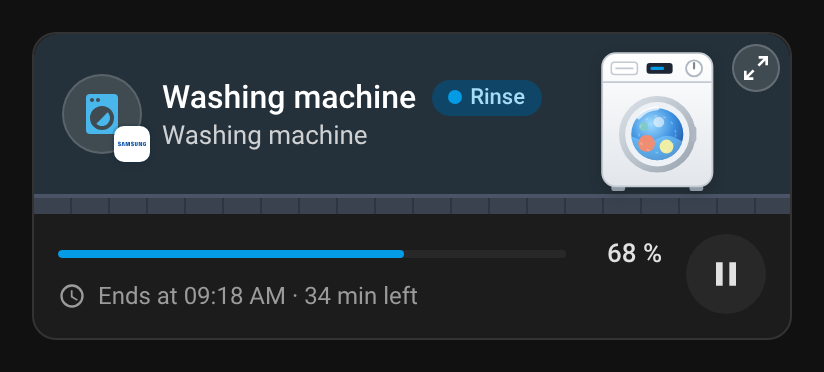 Washing machine
Rinse
SAMSUNG
Washing machine
68 %
Ends at 09:18 AM · 34 min left